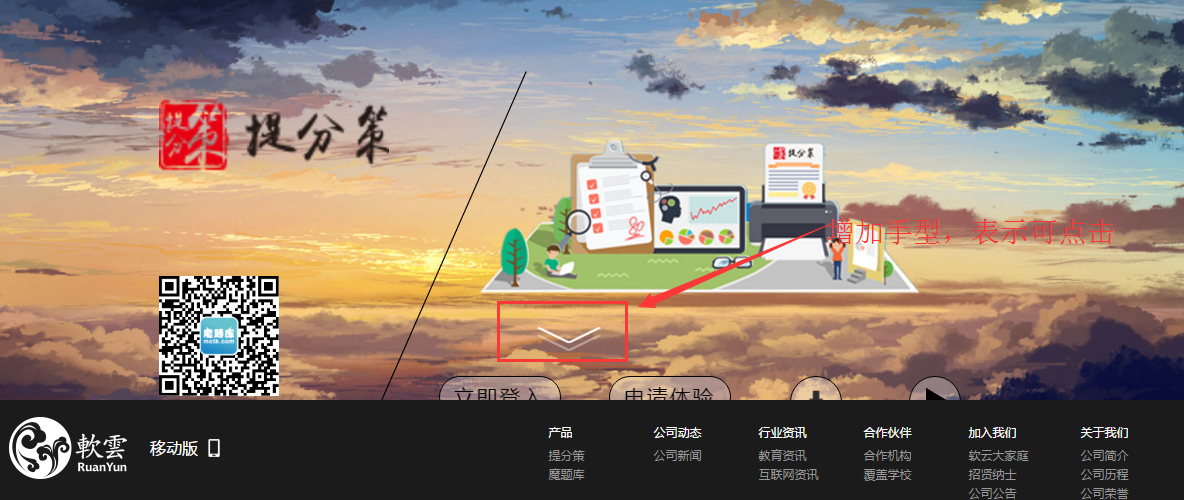 提分策
提分策
提分策
增加手型，表示可点击
魔题库
motk.com
立即登入
申请体验
軟雲
RuanYun
移动版
产品
公司动态
行业资讯
合作伙伴
加入我们
关于我们
提分策
公司新闻
教育资讯
合作机构
软云大家庭
公司简介
魔题库
互联网资讯
覆盖学校
招贤纳士
公司历程
公司公告
公司荣誉